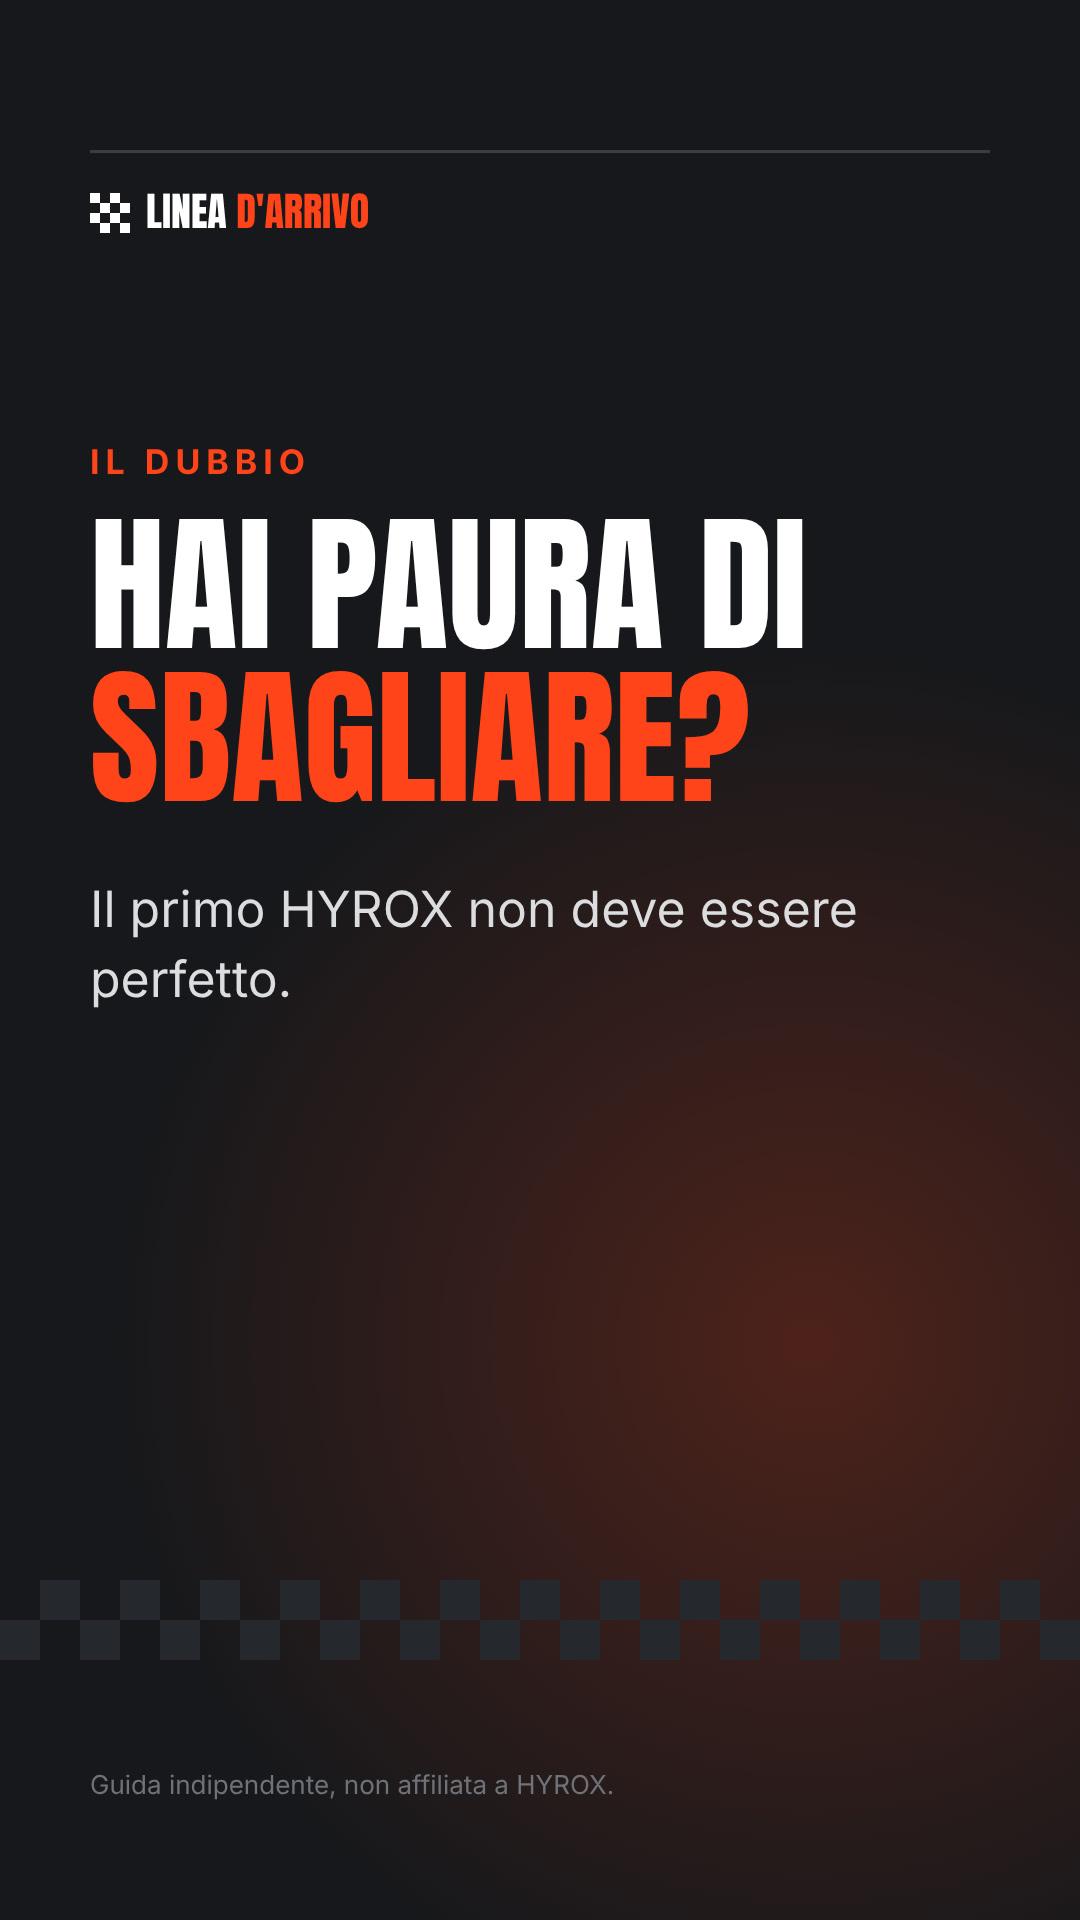 LINEA D'ARRIVO
IL DUBBIO
HAI PAURA DI
SBAGLIARE?
Il primo HYROX non deve essere
perfetto.
Guida indipendente, non affiliata a HYROX.